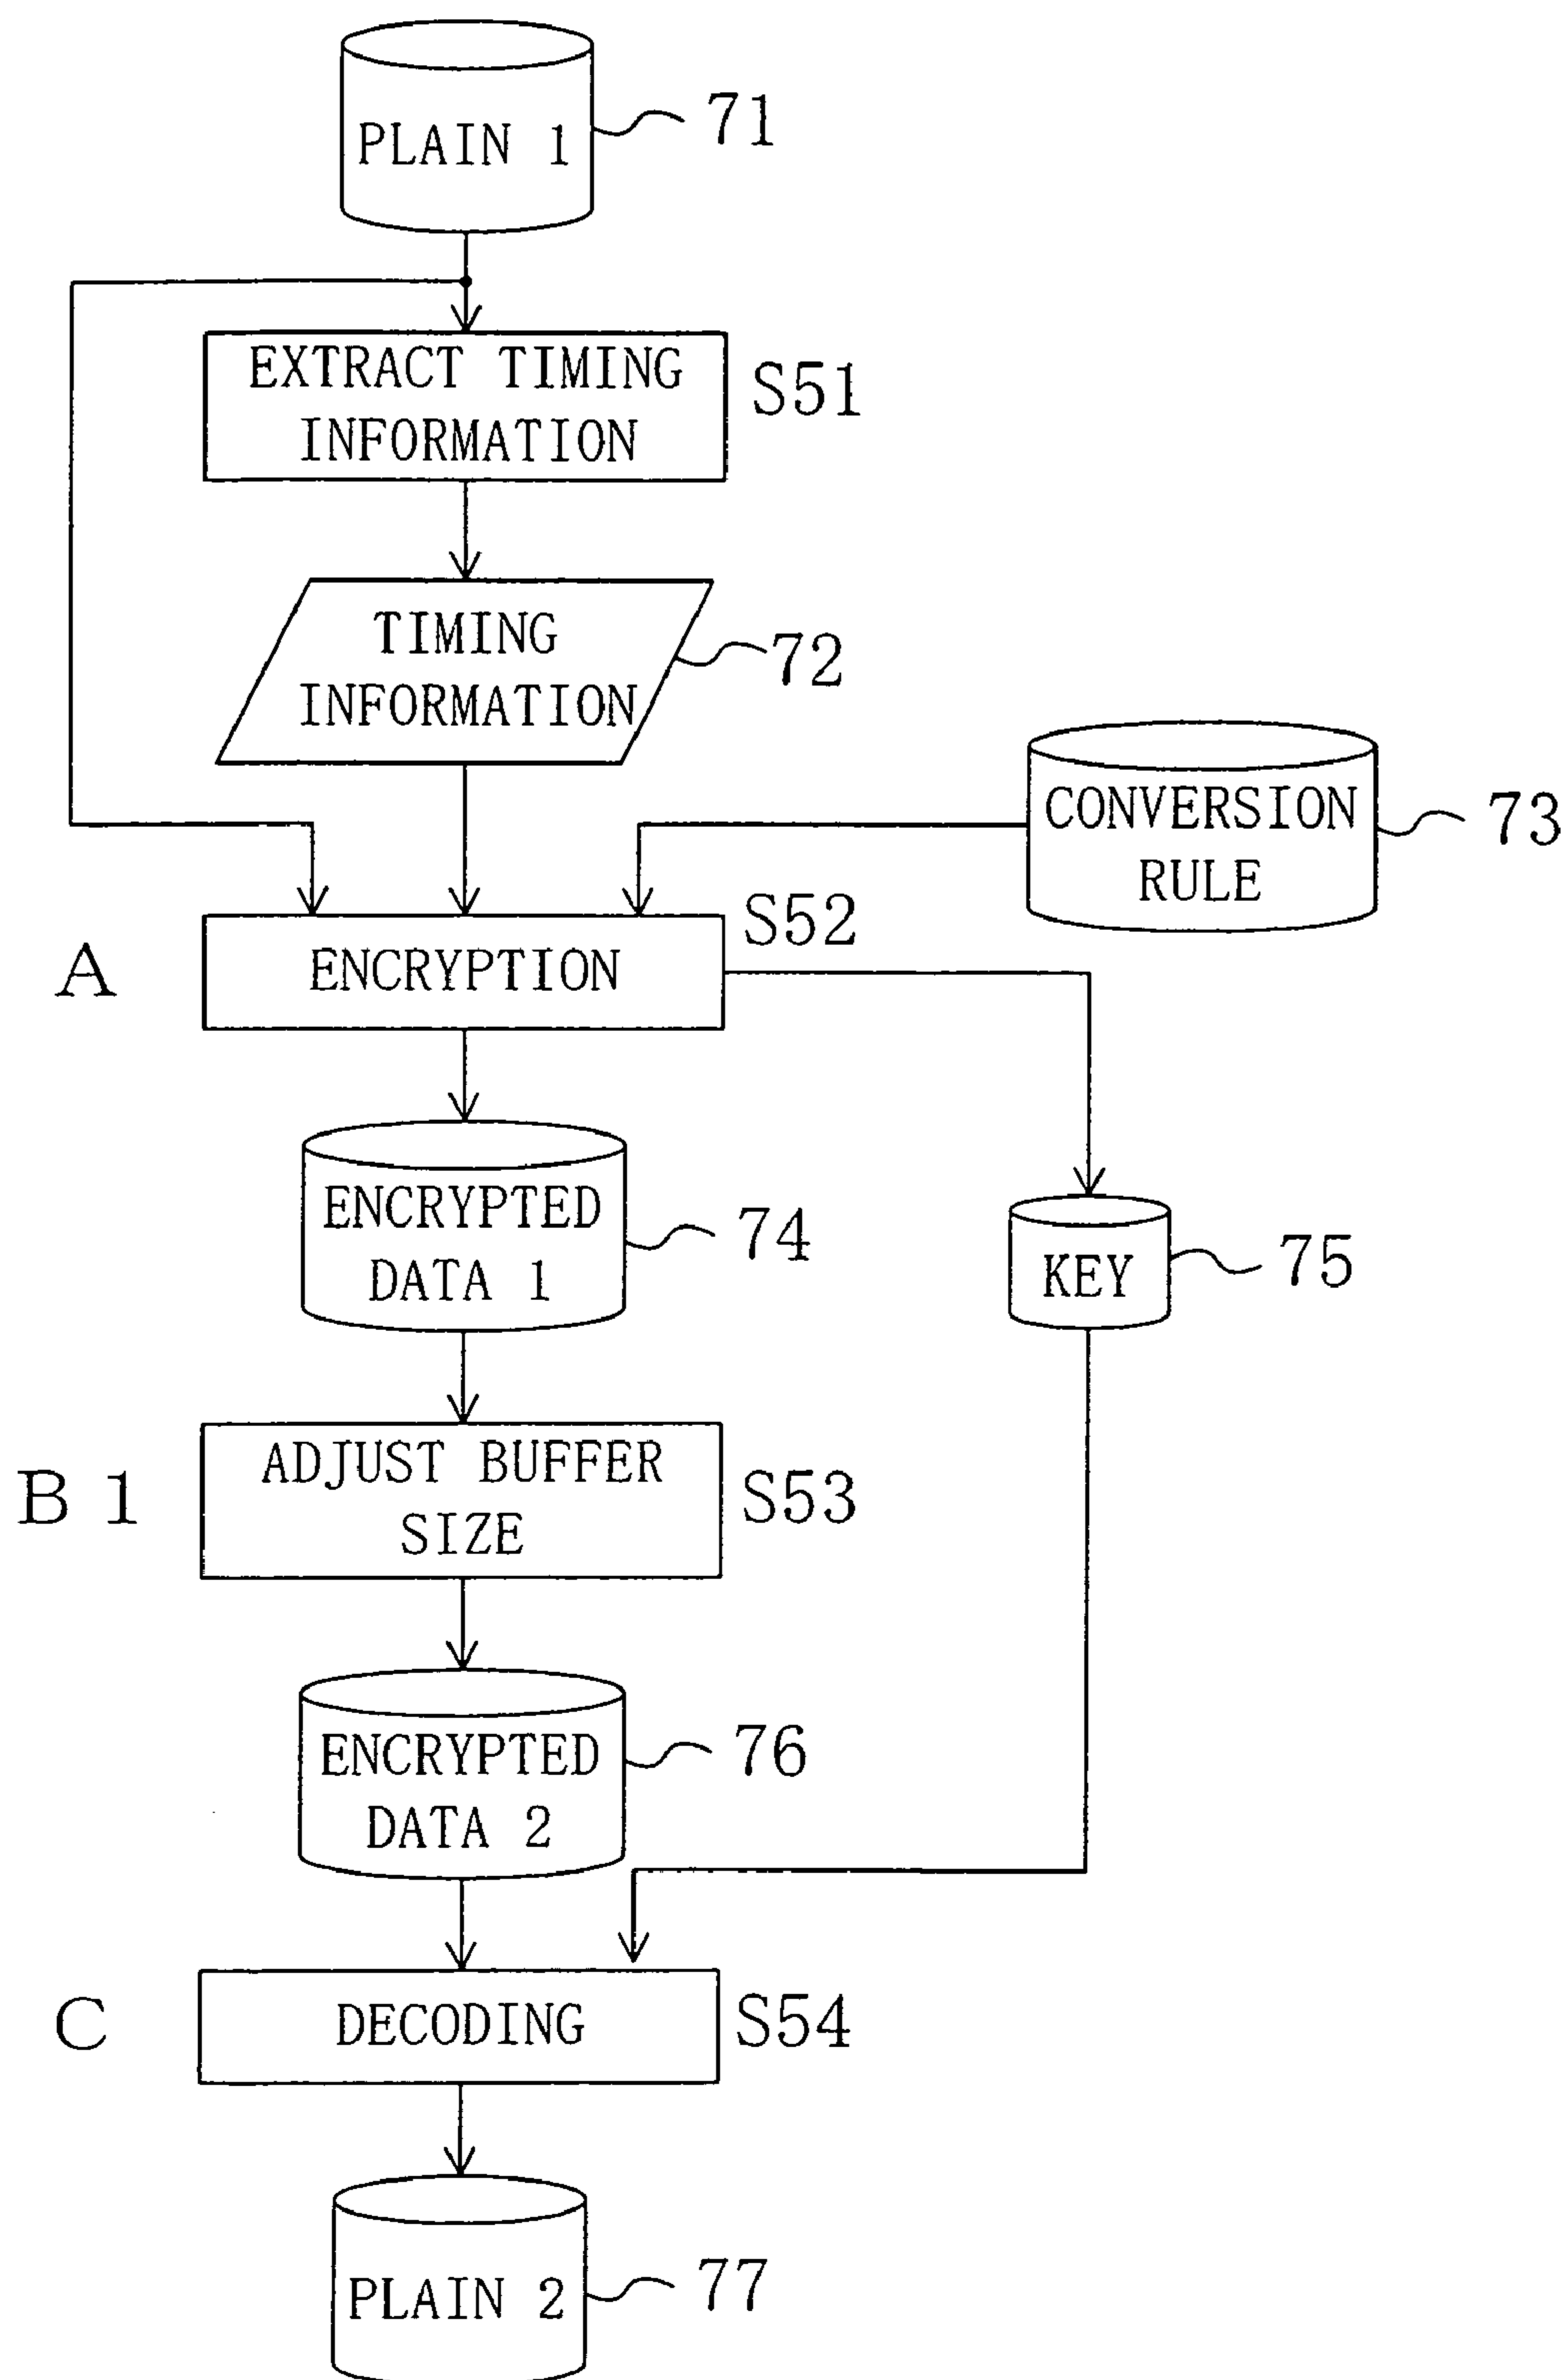 PLAIN 1
71
EXTRACT TIMING
INFORMATION
S51
TIMING
INFORMATION
72
CONVERSION
RULE
73
A
ENCRYPTION
S52
ENCRYPTED
DATA 1
74
KEY
75
B 1
ADJUST BUFFER
SIZE
S53
ENCRYPTED
DATA 2
76
C
DECODING
S54
PLAIN 2
77